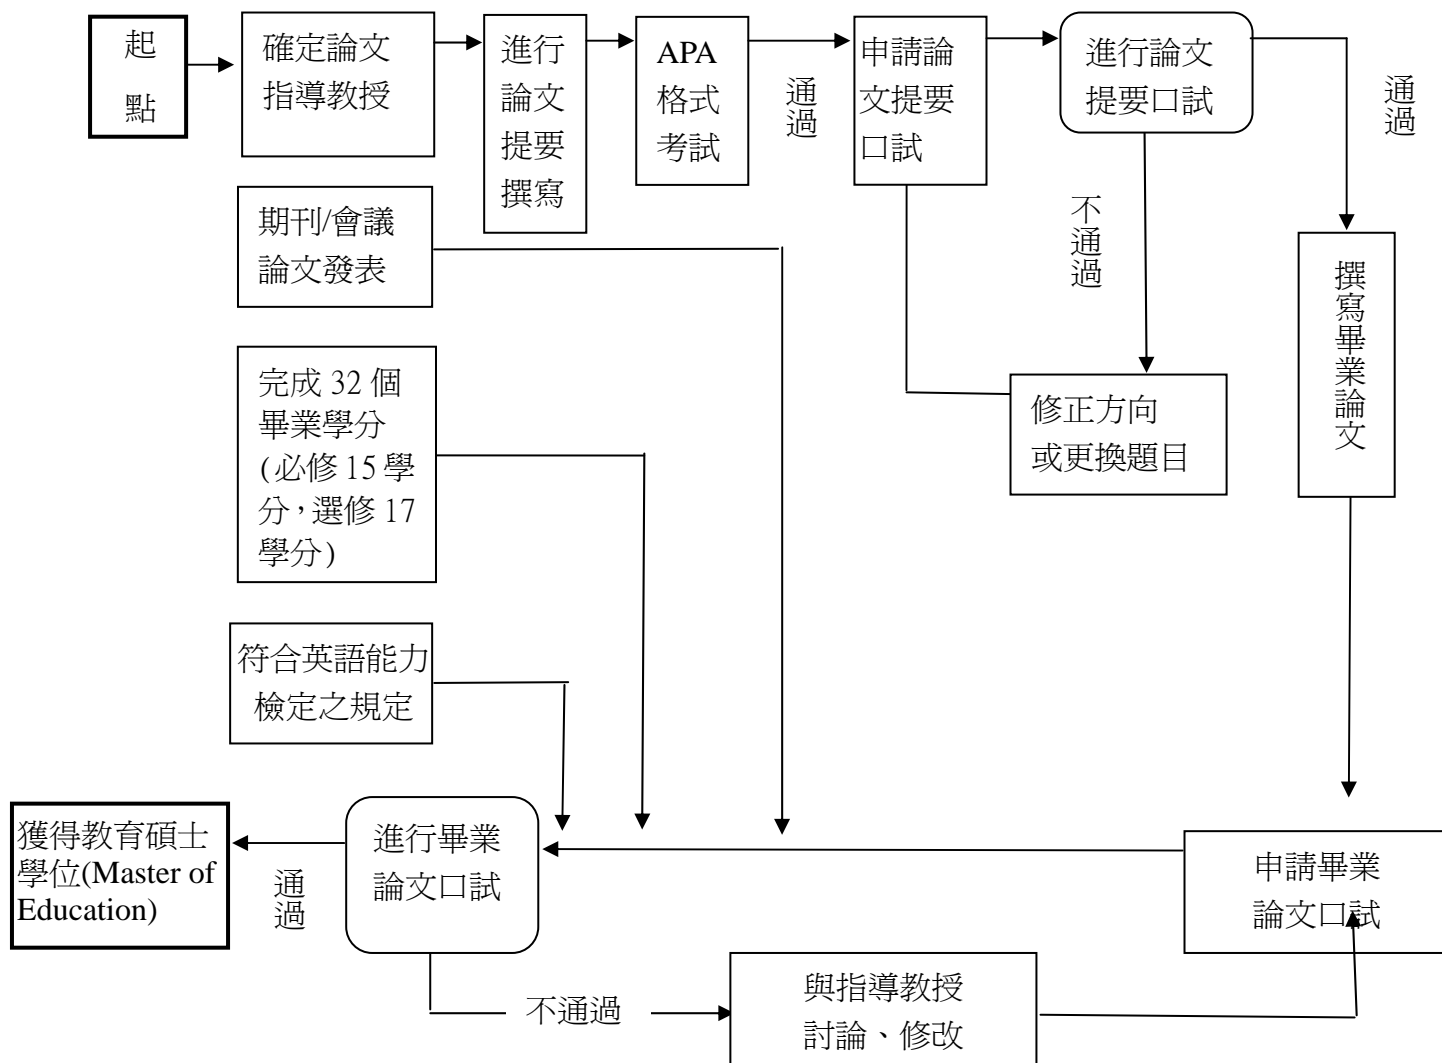 起
點
確定論文
指導教授
進行
論文
提要
撰寫
APA
格式
考試
通過
申請論
文提要
口試
進行論文
提要口試
通過
不通過
期刊/會議
論文發表
撰寫畢業論文
完成 32 個
畢業學分
(必修 15 學
分，選修 17
學分)
修正方向
或更換題目
符合英語能力
檢定之規定
獲得教育碩士
學位(Master of
Education)
通過
進行畢業
論文口試
申請畢業
論文口試
不通過
與指導教授
討論、修改